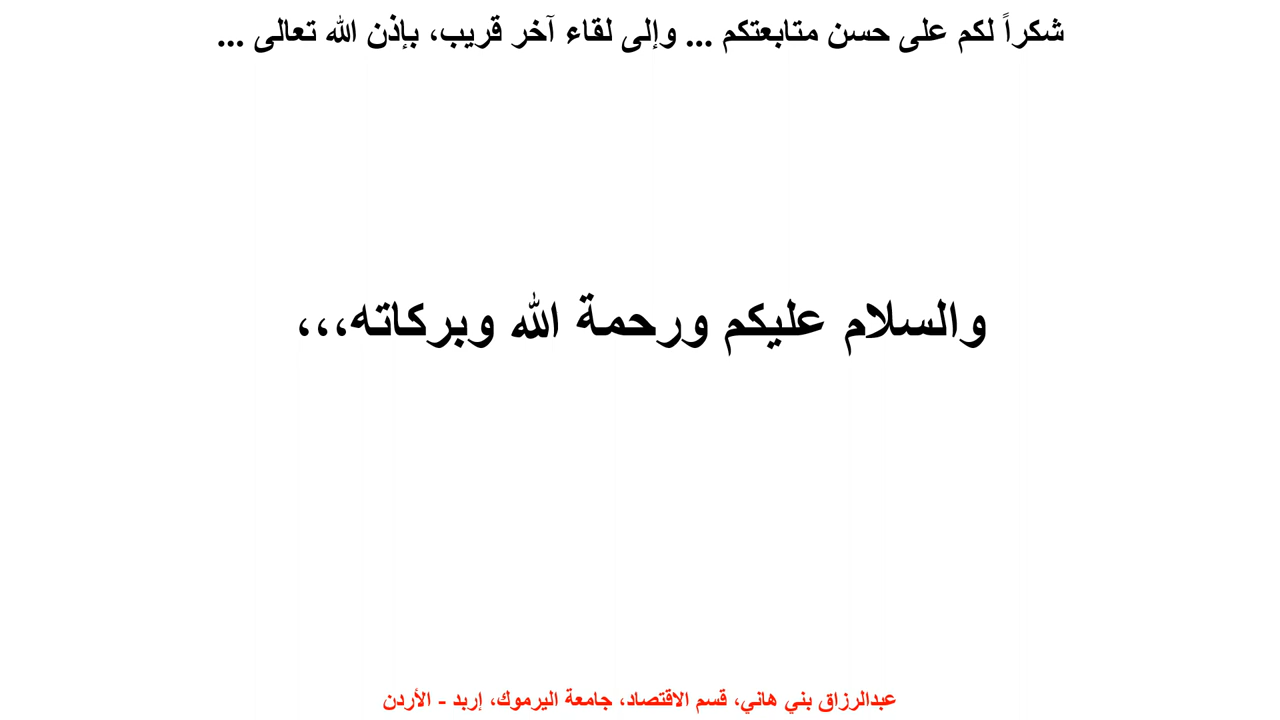 شكراً لكم على حسن متابعتكم ... وإلى لقاء آخر قريب، بإذن الله تعالى ...
والسلام عليكم ورحمة الله وبركاته،،،
عبدالرزاق بني هاني، قسم الاقتصاد، جامعة اليرموك، إربد - الأردن